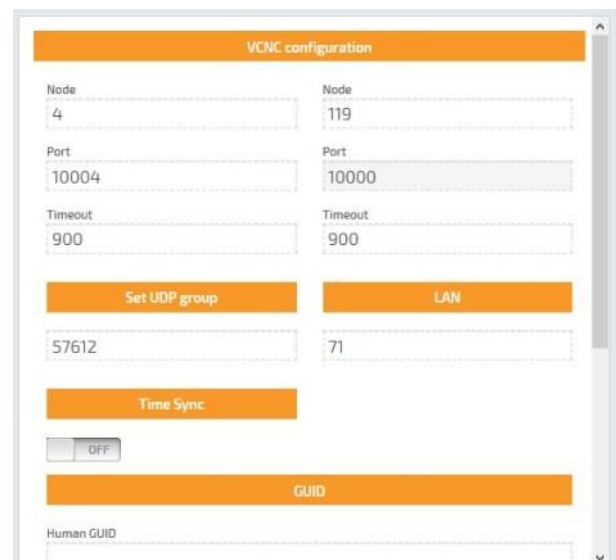 VCNC configuration
Node Node
4 119
Port Port
10004 10000
Timeout Timeout
900 900
Set UDP group LAN
57612 71
Time Sync
OFF
GUID
Human GUID